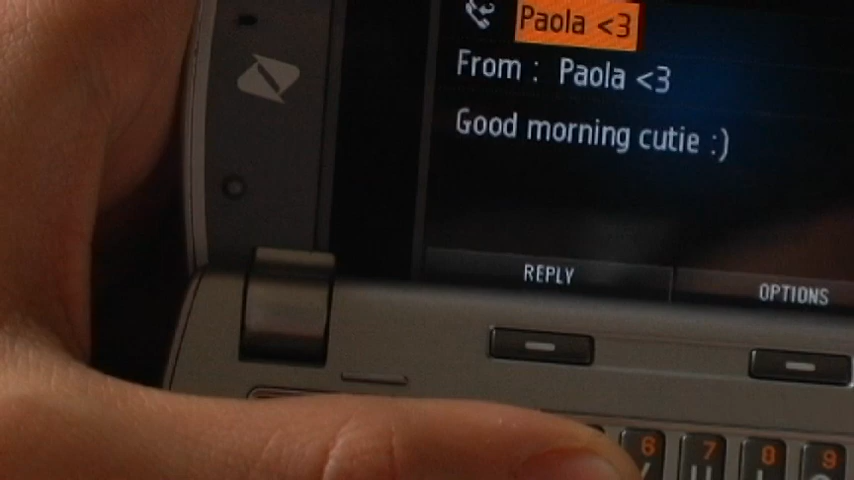 Paola <3
From : Paola <3
Good morning cutie :)
REPLY
OPTIONS
6 7 8 9